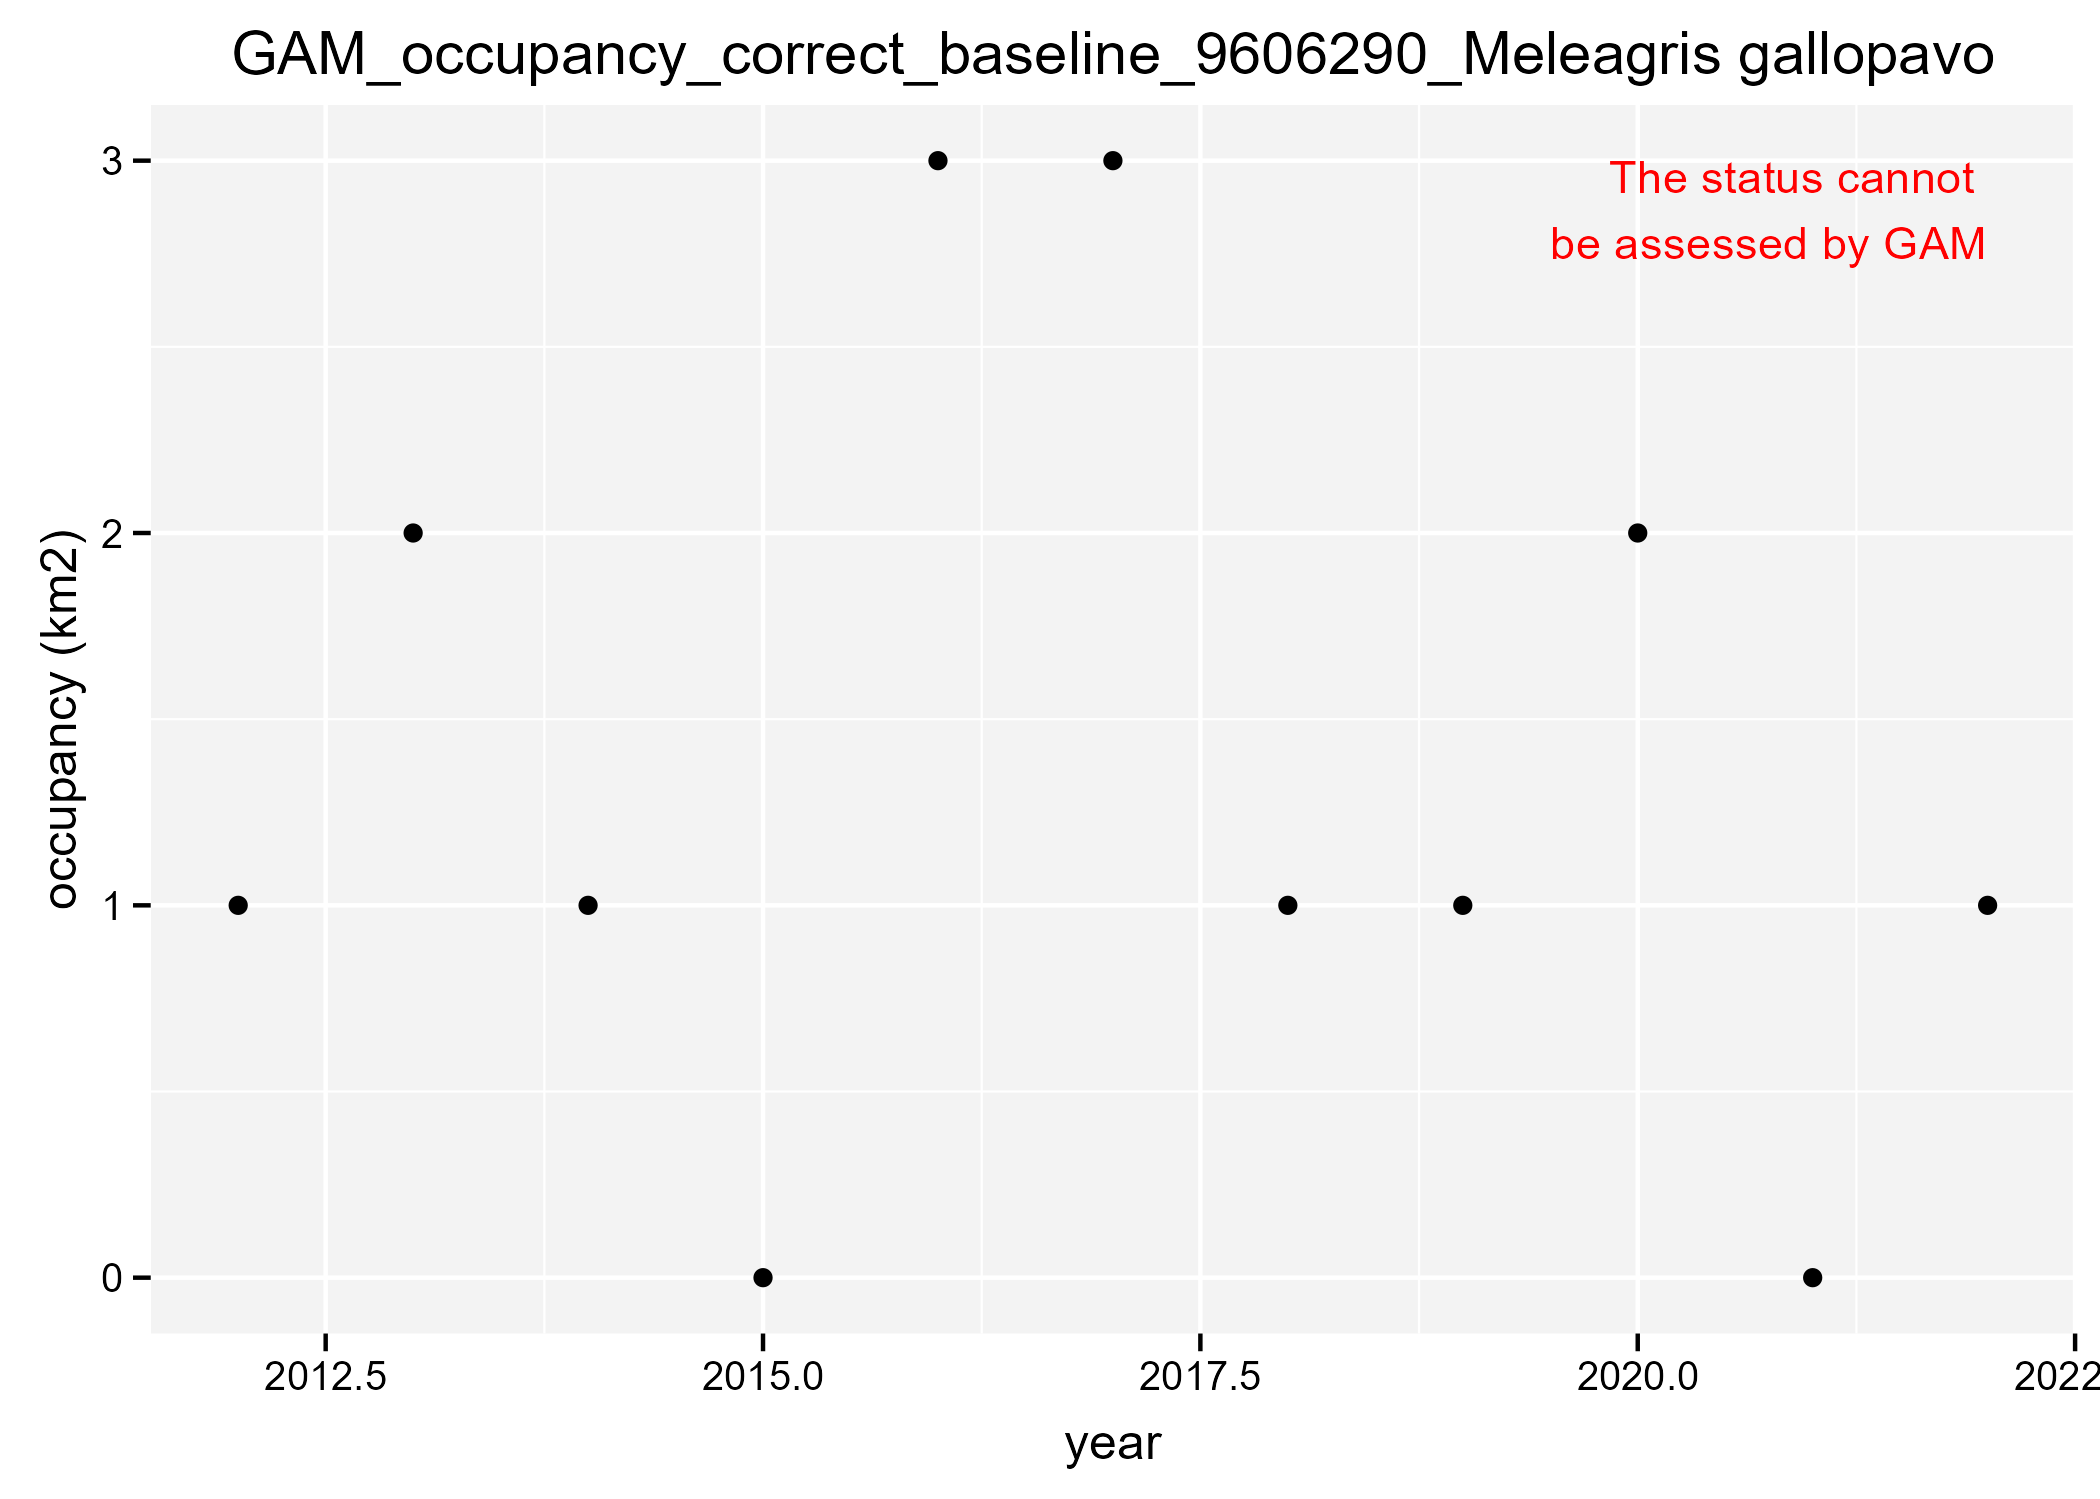 GAM_occupancy_correct_baseline_9606290_Meleagris gallopavo
The status cannot
be assessed by GAM
occupancy (km2)
3
2
1
0
2012.5 2015.0 2017.5 2020.0 2022
year